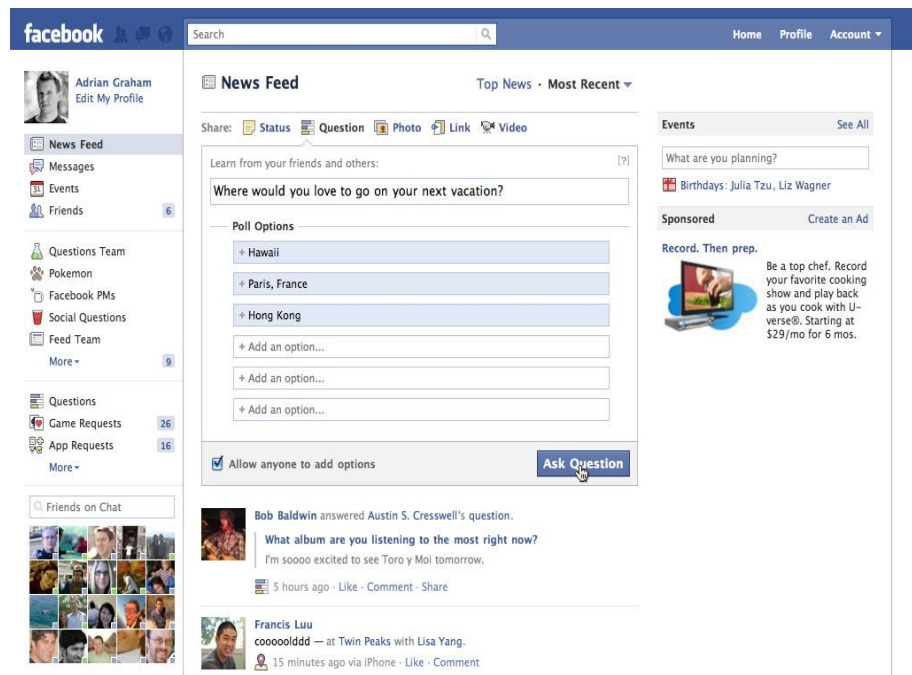 facebook
Search
Home Profile Account
Adrian Graham
Edit My Profile
News Feed
Messages
31 Events
Friends 6
Questions Team
Pokemon
Facebook PMs
Social Questions
Feed Team
More 9
Questions
Game Requests 26
App Requests 16
More
Friends on Chat
News Feed
Top News · Most Recent
Share: Status Question Photo Link Video
Learn from your friends and others: [?]
Where would you love to go on your next vacation?
Poll Options
+ Hawaii
+ Paris, France
+ Hong Kong
+ Add an option...
+ Add an option...
+ Add an option...
Allow anyone to add options
Ask Question
Bob Baldwin answered Austin S. Cresswell's question.
What album are you listening to the most right now?
I'm soooo excited to see Toro y Moi tomorrow.
5 hours ago · Like · Comment · Share
Francis Luu
cooooolddd — at Twin Peaks with Lisa Yang.
15 minutes ago via iPhone · Like · Comment
Events See All
What are you planning?
Birthdays: Julia Tzu, Liz Wagner
Sponsored Create an Ad
Record. Then prep.
Be a top chef. Record
your favorite cooking
show and play back
as you cook with U-
verse®. Starting at
$29/mo for 6 mos.